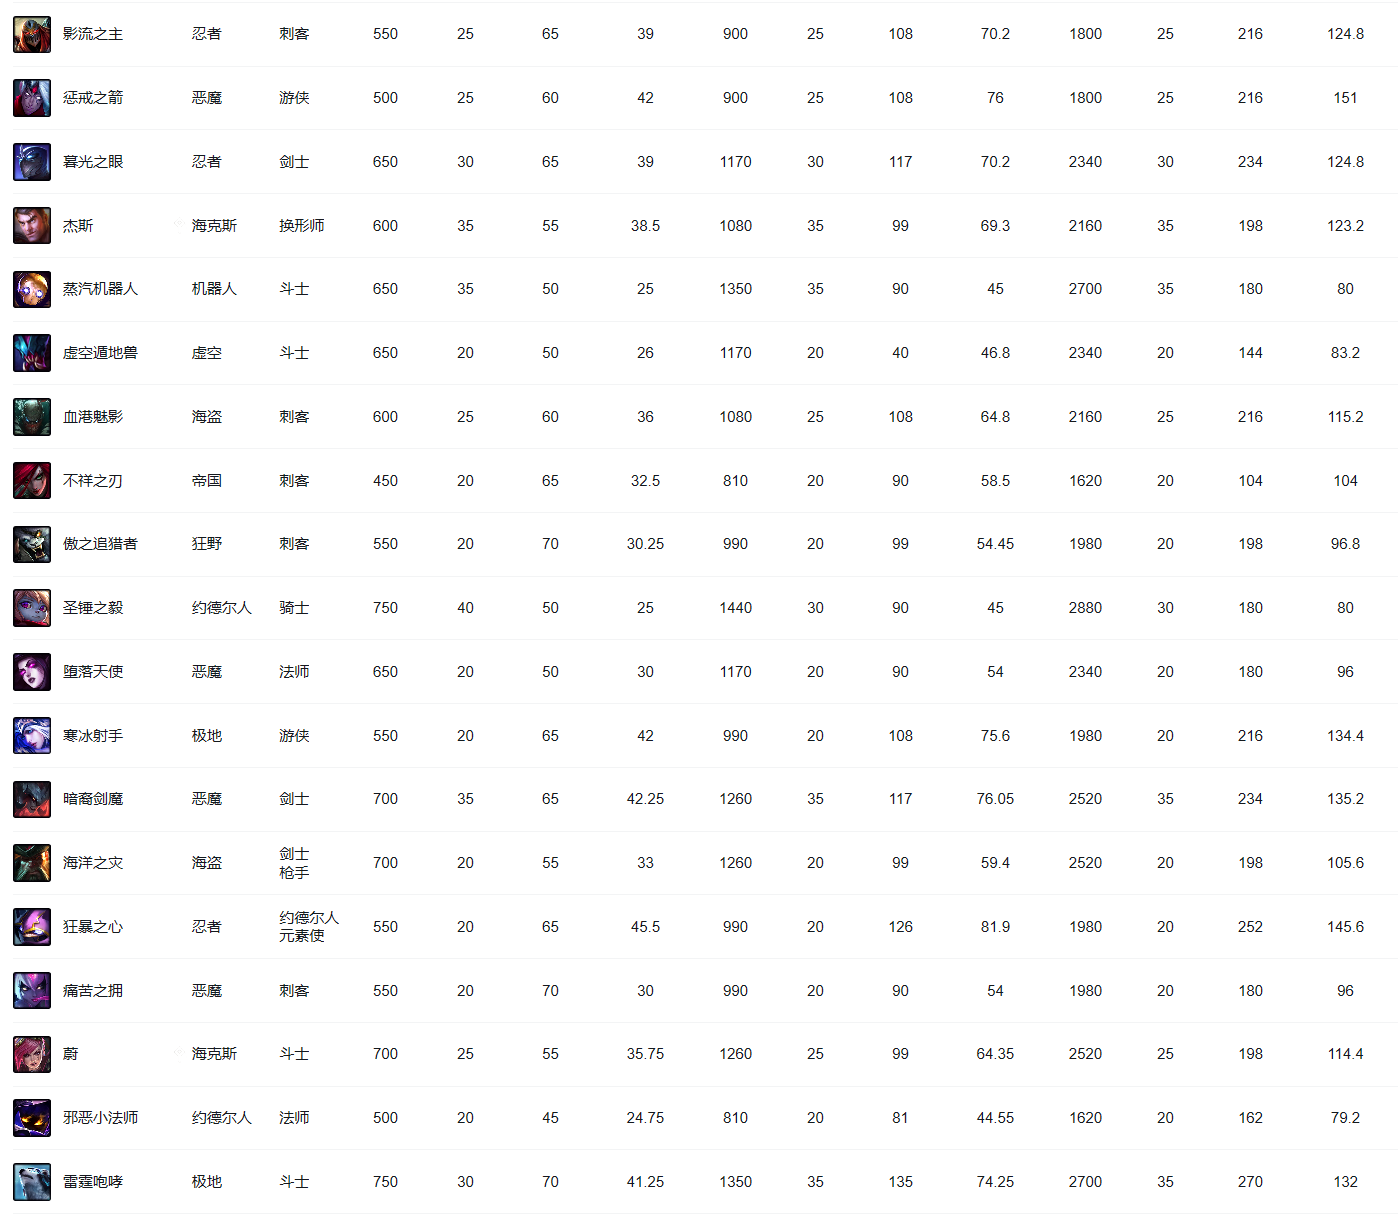 影流之主 忍者 刺客 550 25 65 39 900 25 108 70.2 1800 25 216 124.8
惩戒之箭 恶魔 游侠 500 25 60 42 900 25 108 76 1800 25 216 151
暮光之眼 忍者 剑士 650 30 65 39 1170 30 117 70.2 2340 30 234 124.8
杰斯 海克斯 换形师 600 35 55 38.5 1080 35 99 69.3 2160 35 198 123.2
蒸汽机器人 机器人 斗士 650 35 50 25 1350 35 90 45 2700 35 180 80
虚空遁地兽 虚空 斗士 650 20 50 26 1170 20 40 46.8 2340 20 144 83.2
血港魅影 海盗 刺客 600 25 60 36 1080 25 108 64.8 2160 25 216 115.2
不祥之刃 帝国 刺客 450 20 65 32.5 810 20 90 58.5 1620 20 104 104
傲之追猎者 狂野 刺客 550 20 70 30.25 990 20 99 54.45 1980 20 198 96.8
圣锤之毅 约德尔人 骑士 750 40 50 25 1440 30 90 45 2880 30 180 80
堕落天使 恶魔 法师 650 20 50 30 1170 20 90 54 2340 20 180 96
寒冰射手 极地 游侠 550 20 65 42 990 20 108 75.6 1980 20 216 134.4
暗裔剑魔 恶魔 剑士 700 35 65 42.25 1260 35 117 76.05 2520 35 234 135.2
海洋之灾 海盗 剑士 700 20 55 33 1260 20 99 59.4 2520 20 198 105.6
枪手
狂暴之心 忍者 约德尔人 550 20 65 45.5 990 20 126 81.9 1980 20 252 145.6
元素使
痛苦之拥 恶魔 刺客 550 20 70 30 990 20 90 54 1980 20 180 96
蔚 海克斯 斗士 700 25 55 35.75 1260 25 99 64.35 2520 25 198 114.4
邪恶小法师 约德尔人 法师 500 20 45 24.75 810 20 81 44.55 1620 20 162 79.2
雷霆咆哮 极地 斗士 750 30 70 41.25 1350 35 135 74.25 2700 35 270 132